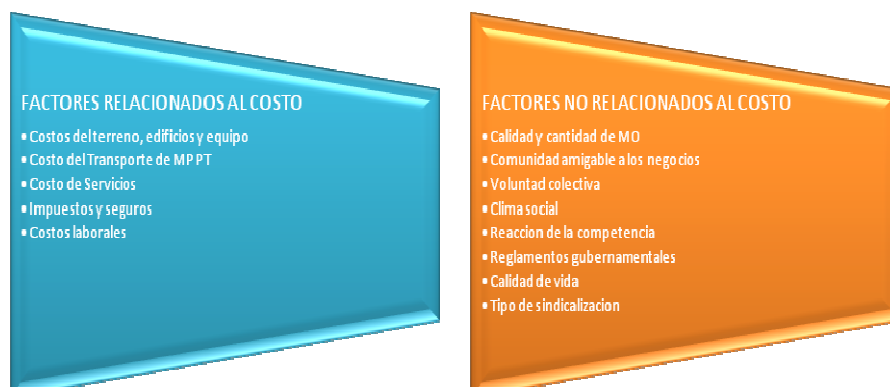 FACTORES RELACIONADOS AL COSTO
• Costos del terreno, edificios y equipo
• Costo del Transporte de MP PT
• Costo de Servicios
• Impuestos y seguros
• Costos laborales
FACTORES NO RELACIONADOS AL COSTO
• Calidad y cantidad de MO
• Comunidad amigable a los negocios
• Voluntad colectiva
• Clima social
• Reaccion de la competencia
• Reglamentos gubernamentales
• Calidad de vida
• Tipo de sindicalizacion